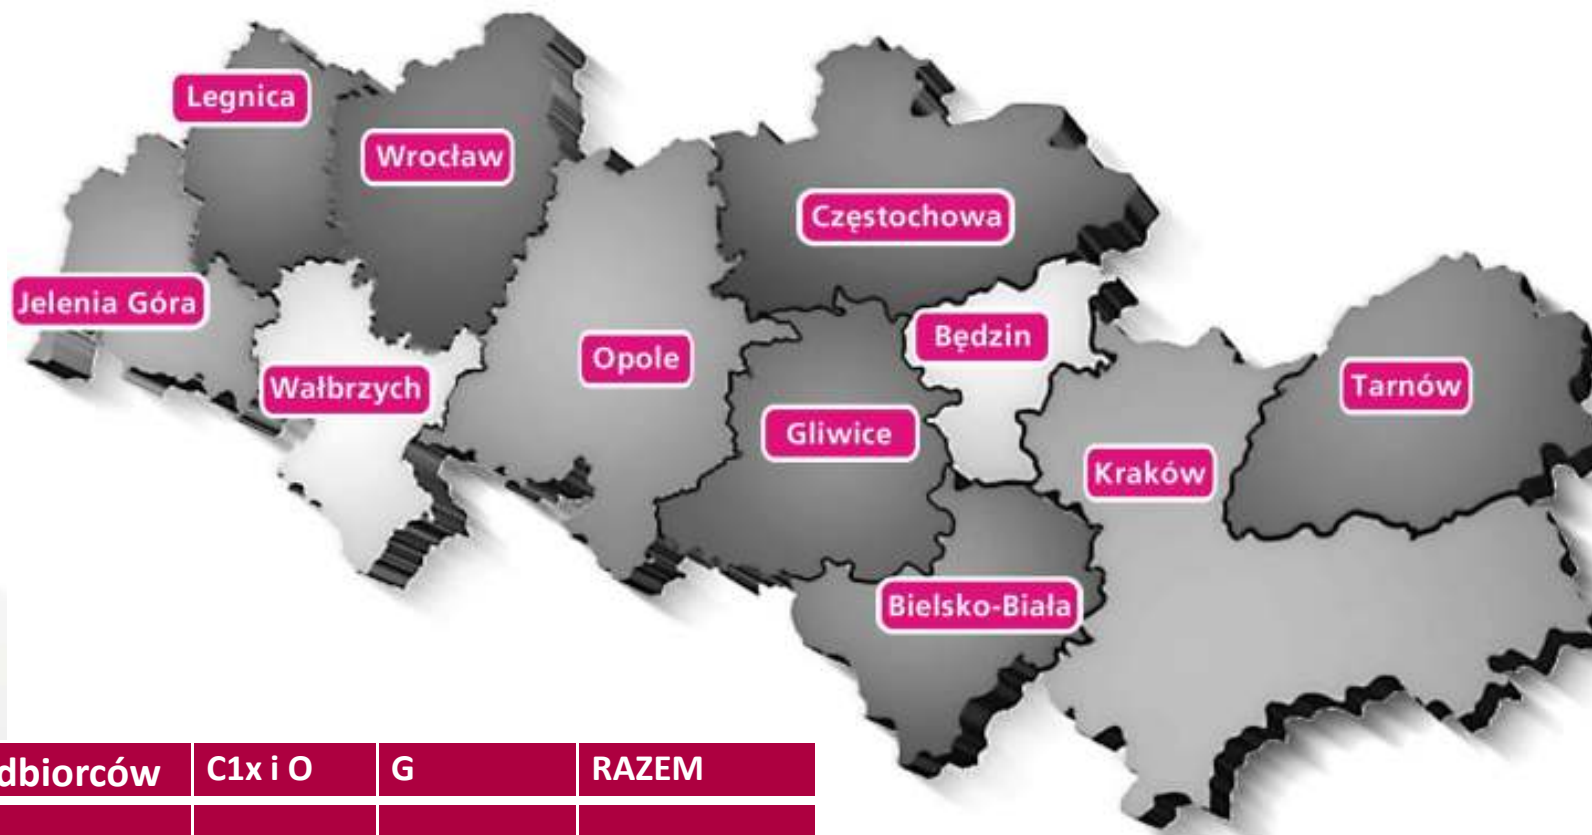 Legnica
Wrocław
Częstochowa
Jelenia Góra
Będzin
Opole
Wałbrzych
Tarnów
Gliwice
Kraków
Bielsko-Biała
dbiorców C1x i O G RAZEM